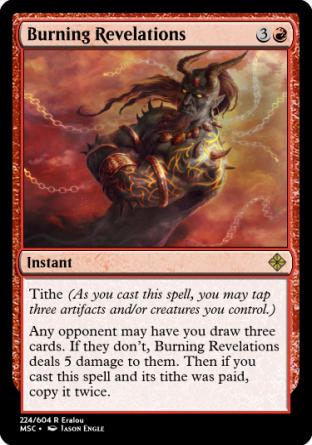 Burning Revelations 3
Instant
Tithe (As you cast this spell, you may tap
three artifacts and/or creatures you control.)
Any opponent may have you draw three
cards. If they don't, Burning Revelations
deals 5 damage to them. Then if you
cast this spell and its tithe was paid,
copy it twice.
224/604 R Eralou
MSC • Jason Engle